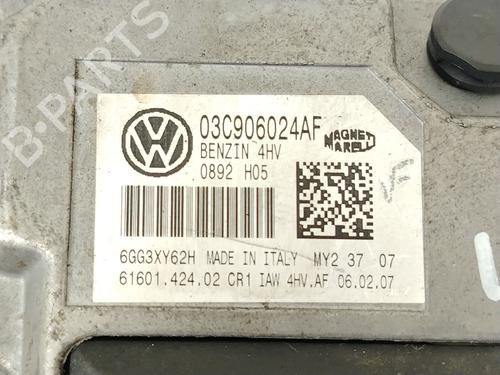 B-PARTS
03C906024AF
MAGNETI MARELLI
BENZIN 4HV
0892 H05
VF
6GG3XY62H MADE IN ITALY MY2 37 07
61601.424.02 CR1 IAW 4HV.AF 06.02.07